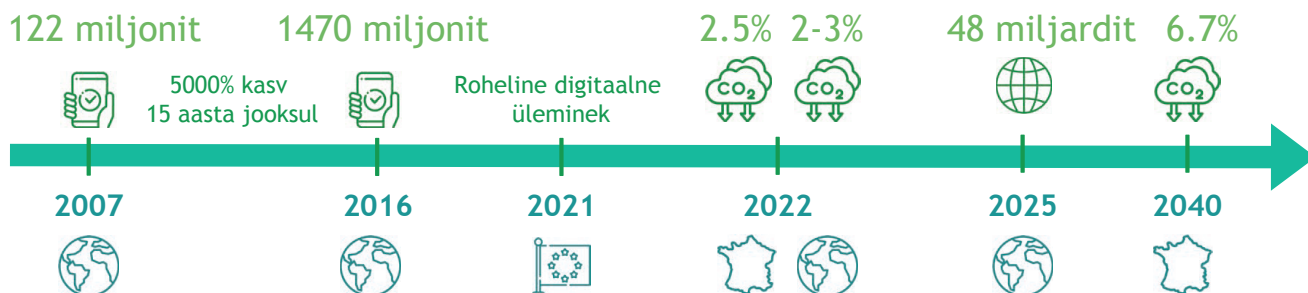 122 miljonit
1470 miljonit
2.5%
2-3%
48 miljardit
6.7%
5000% kasv
15 aasta jooksul
Roheline digitaalne
üleminek
CO2
CO2
CO2
2007
2016
2021
2022
2025
2040